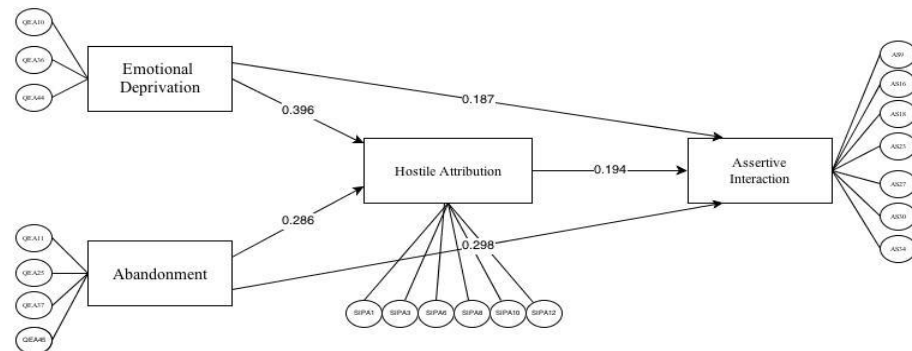 QEA10
QEA36
QEA44
Emotional
Deprivation
0.187
0.396
Hostile Attribution
0.194
Assertive
Interaction
AS9
AS16
AS18
AS23
AS27
AS30
AS34
0.286
0.298
QEA11
QEA25
QEA37
QEA46
Abandonment
SIPA1
SIPA3
SIPA6
SIPA8
SIPA10
SIPA12